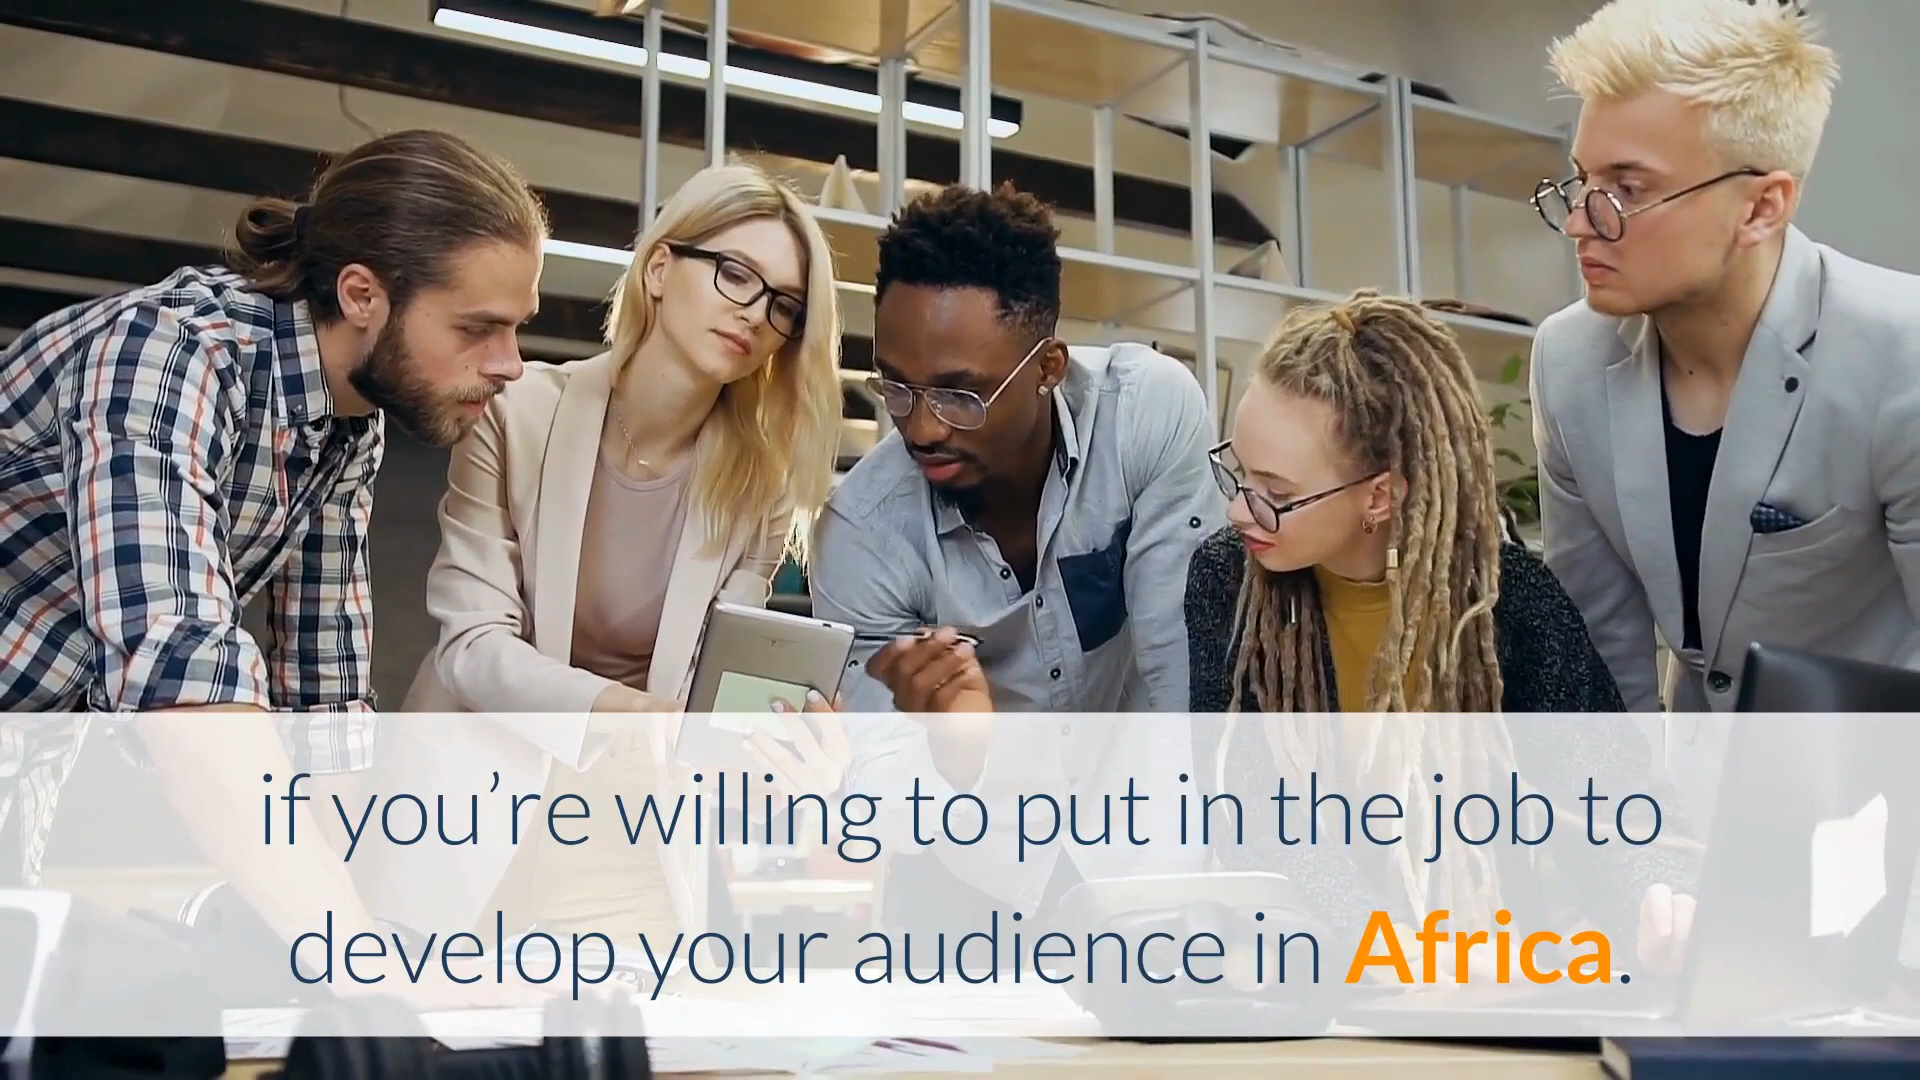 if you’re willing to put in the job to
develop your audience in Africa.